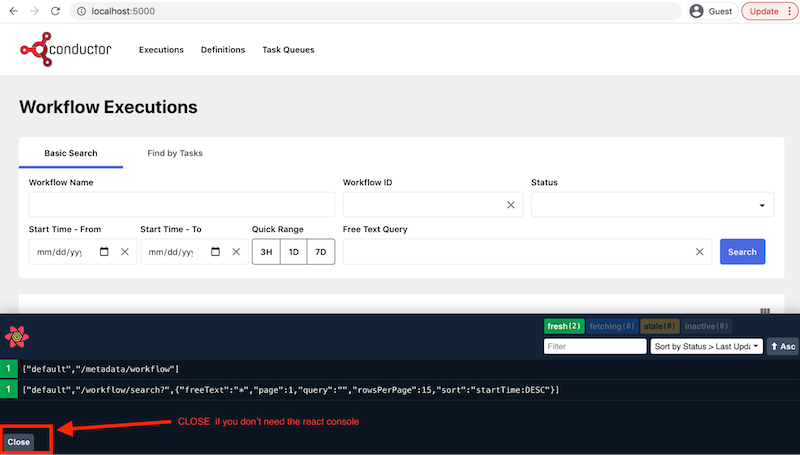 localhost:5000
Guest
Update
conductor
Executions
Definitions
Task Queues
Workflow Executions
Basic Search
Find by Tasks
Workflow Name
Workflow ID
Status
Start Time - From
Start Time - To
Quick Range
Free Text Query
mm/dd/yyy
mm/dd/yyy
3H
1D
7D
Search
fresh(2)
fetching(0)
stale(0)
inactive(0)
Filter
Sort by Status > Last Upda
Asc
1 ["default","/metadata/workflow"]
1 ["default","/workflow/search?",{"freeText":"*","page":1,"query":"","rowsPerPage":15,"sort":"startTime:DESC"}]
CLOSE if you don't need the react console
Close